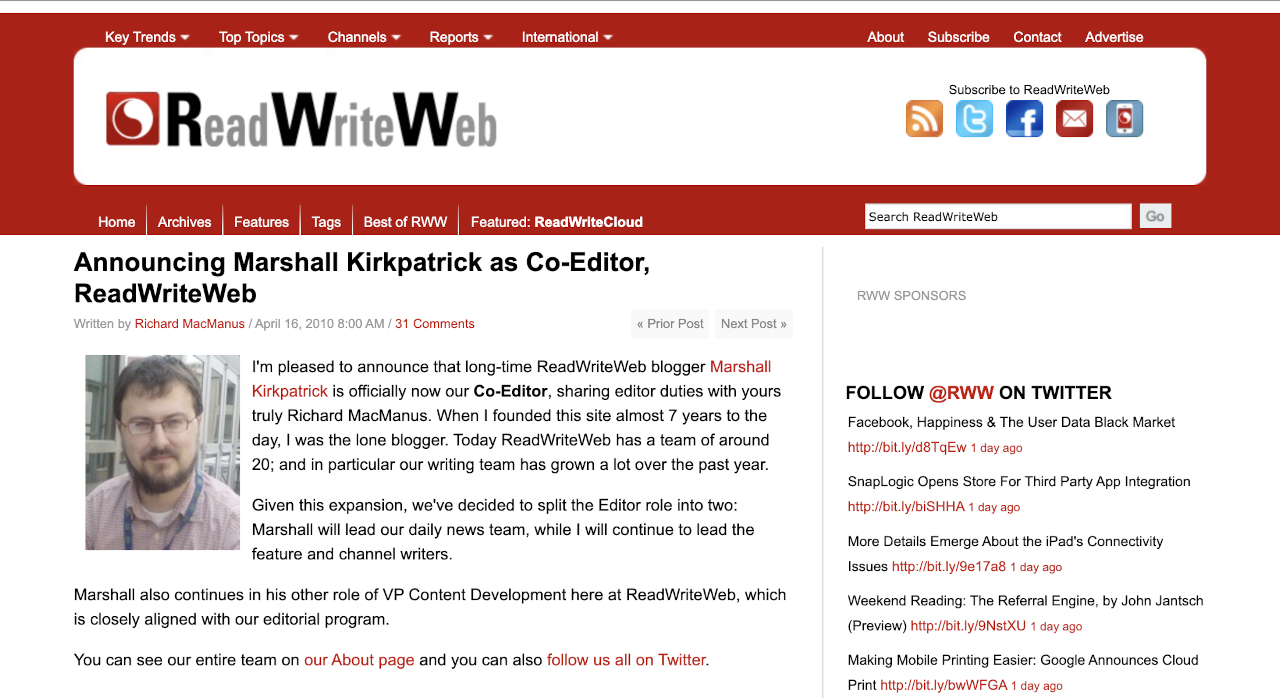 Key Trends Top Topics Channels Reports International
About Subscribe Contact Advertise
ReadWriteWeb
Subscribe to ReadWriteWeb
Home Archives Features Tags Best of RWW Featured: ReadWriteCloud
Search ReadWriteWeb Go
Announcing Marshall Kirkpatrick as Co-Editor,
ReadWriteWeb
Written by Richard MacManus / April 16, 2010 8:00 AM / 31 Comments
« Prior Post Next Post »
I'm pleased to announce that long-time ReadWriteWeb blogger Marshall
Kirkpatrick is officially now our Co-Editor, sharing editor duties with yours
truly Richard MacManus. When I founded this site almost 7 years to the
day, I was the lone blogger. Today ReadWriteWeb has a team of around
20; and in particular our writing team has grown a lot over the past year.
Given this expansion, we've decided to split the Editor role into two:
Marshall will lead our daily news team, while I will continue to lead the
feature and channel writers.
Marshall also continues in his other role of VP Content Development here at ReadWriteWeb, which
is closely aligned with our editorial program.
You can see our entire team on our About page and you can also follow us all on Twitter.
RWW SPONSORS
FOLLOW @RWW ON TWITTER
Facebook, Happiness & The User Data Black Market
http://bit.ly/d8TqEw 1 day ago
SnapLogic Opens Store For Third Party App Integration
http://bit.ly/biSHHA 1 day ago
More Details Emerge About the iPad's Connectivity
Issues http://bit.ly/9e17a8 1 day ago
Weekend Reading: The Referral Engine, by John Jantsch
(Preview) http://bit.ly/9NstXU 1 day ago
Making Mobile Printing Easier: Google Announces Cloud
Print http://bit.ly/bwWFGA 1 day ago